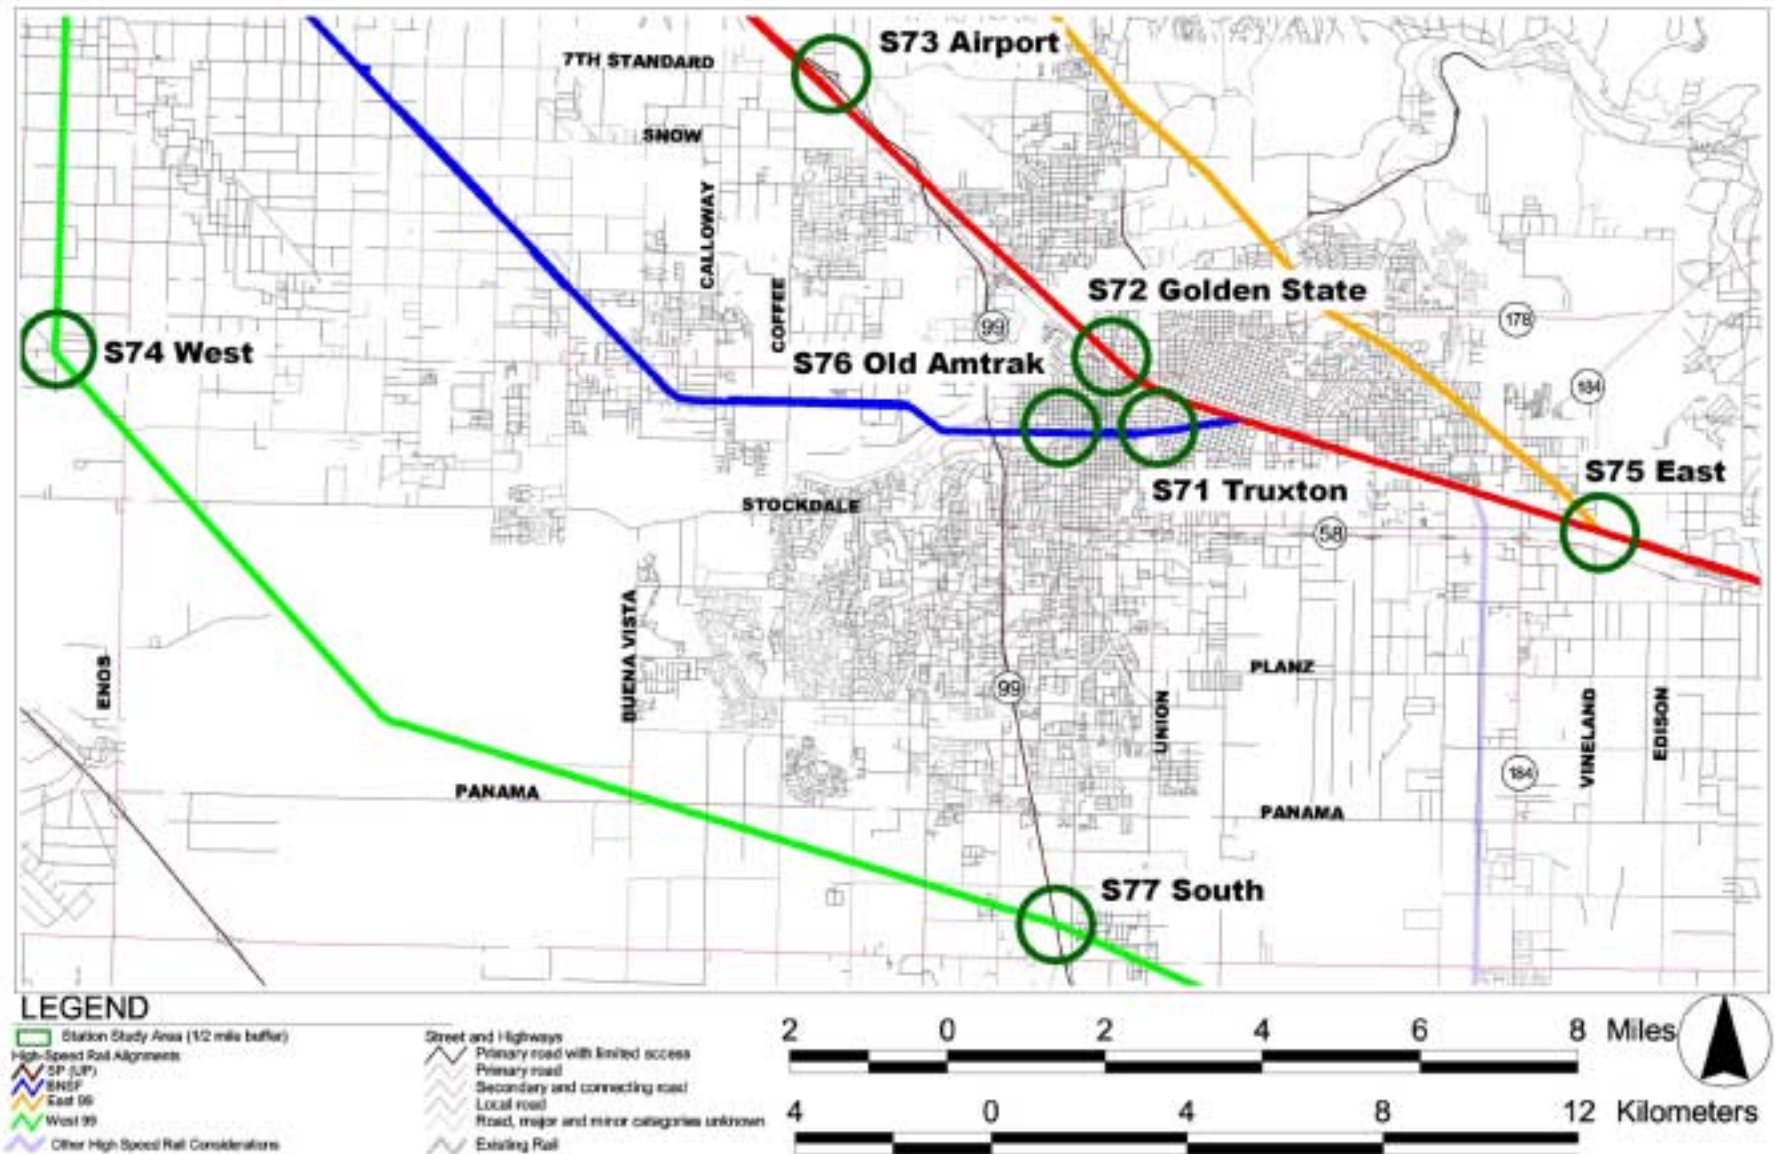 S73 Airport
7TH STANDARD
SNOW
CALLOWAY
COFFEE
S72 Golden State
99
178
S76 Old Amtrak
S74 West
184
S75 East
S71 Truxton
STOCKDALE
58
ENOS
BUENA VISTA
PLANZ
99
UNION
VINELAND
EDISON
184
PANAMA
PANAMA
S77 South
LEGEND
Station Study Area (1/2 mile buffer)
High-Speed Rail Alignments
SP (UP)
BNSF
East 99
West 99
Other High Speed Rail Considerations
Street and Highways
Primary road with limited access
Primary road
Secondary and connecting road
Local road
Road, major and minor categories unknown
Existing Rail
2 0 2 4 6 8 Miles
4 0 4 8 12 Kilometers